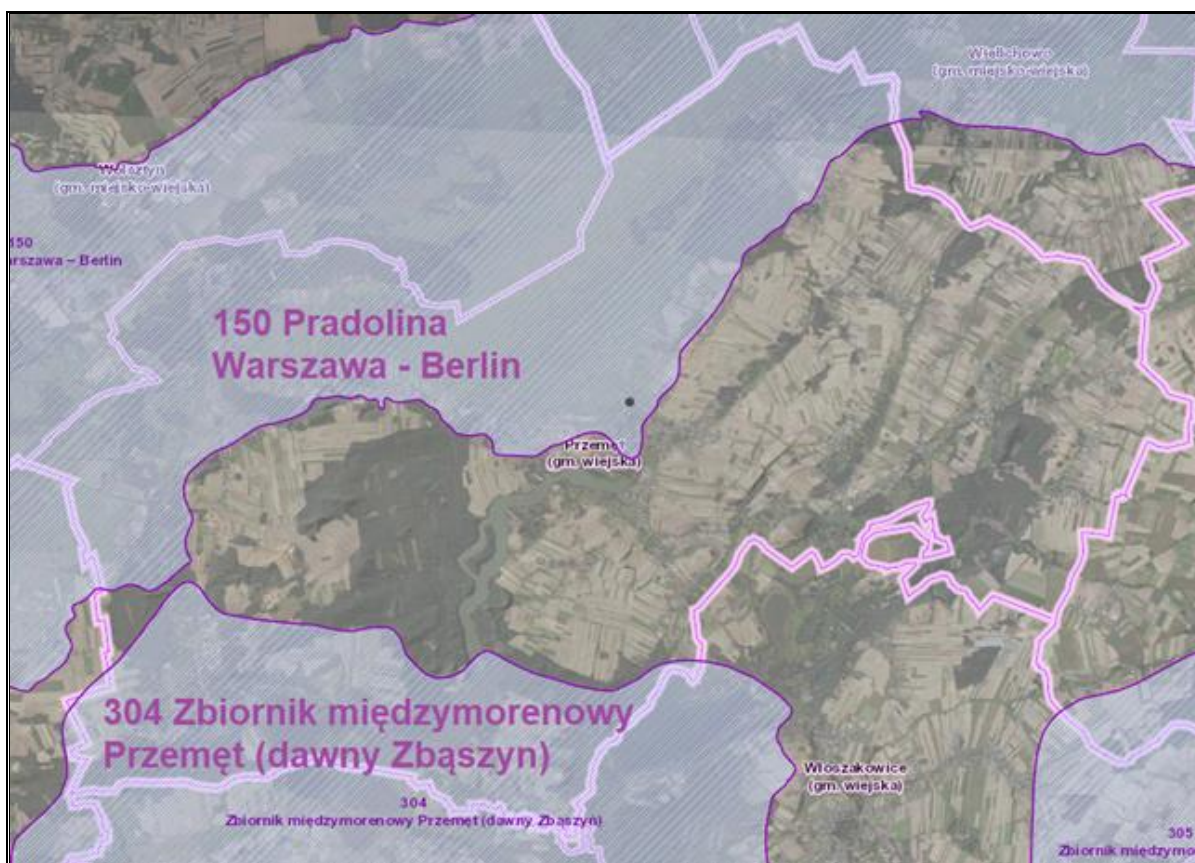 Wielichowo
(gm. miejsko-wiejska)
Wolsztyn
(gm. miejsko-wiejska)
150
rszawa – Berlin
150 Pradolina
Warszawa - Berlin
Przemęt
(gm. wiejska)
304 Zbiornik międzymorenowy
Przemęt (dawny Zbąszyn)
Włoszakowice
(gm. wiejska)
304
Zbiornik międzymorenowy Przemęt (dawny Zbąszyn)
305
Zbiornik międzymo